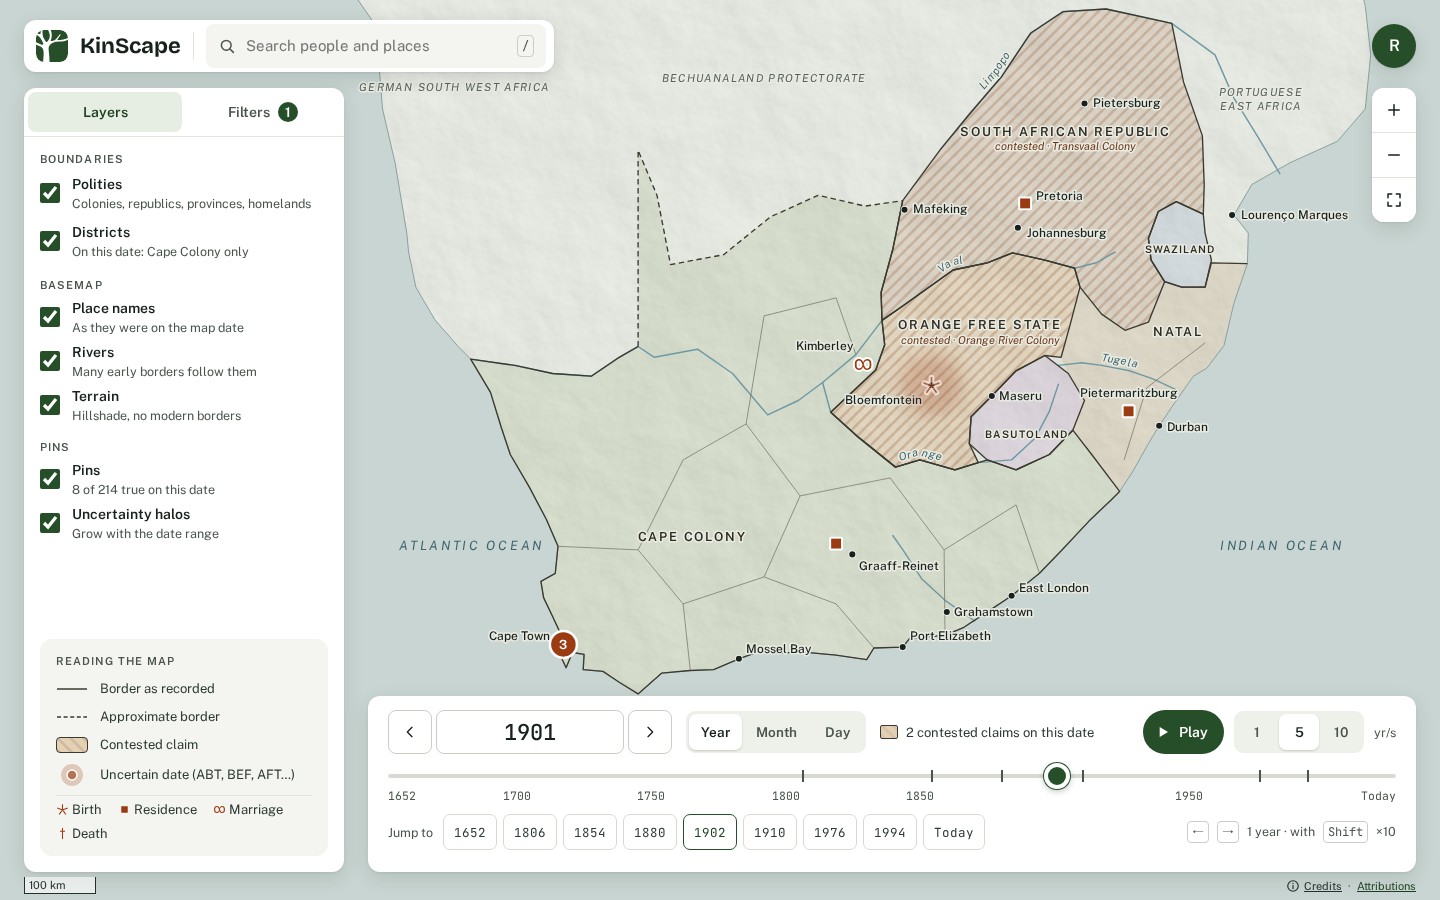 KinScape
Search people and places
/
R
Layers
Filters 1
BOUNDARIES
Polities
Colonies, republics, provinces, homelands
Districts
On this date: Cape Colony only
BASEMAP
Place names
As they were on the map date
Rivers
Many early borders follow them
Terrain
Hillshade, no modern borders
PINS
Pins
8 of 214 true on this date
Uncertainty halos
Grow with the date range
READING THE MAP
Border as recorded
Approximate border
Contested claim
Uncertain date (ABT, BEF, AFT…)
Birth
Residence
Marriage
Death
100 km
GERMAN SOUTH WEST AFRICA
BECHUANALAND PROTECTORATE
Limpopo
PORTUGUESE
EAST AFRICA
Pietersburg
SOUTH AFRICAN REPUBLIC
contested · Transvaal Colony
Pretoria
Mafeking
Johannesburg
Lourenço Marques
SWAZILAND
Vaal
ORANGE FREE STATE
contested · Orange River Colony
NATAL
Kimberley
Tugela
Bloemfontein
Maseru
Pietermaritzburg
Durban
BASUTOLAND
Orange
CAPE COLONY
ATLANTIC OCEAN
INDIAN OCEAN
Graaff-Reinet
East London
Grahamstown
Cape Town
3
Port Elizabeth
Mossel Bay
+
−
1901
Year
Month
Day
2 contested claims on this date
Play
1
5
10
yr/s
1652
1700
1750
1800
1850
1950
Today
Jump to
1652
1806
1854
1880
1902
1910
1976
1994
Today
← → 1 year · with Shift ×10
Credits · Attributions